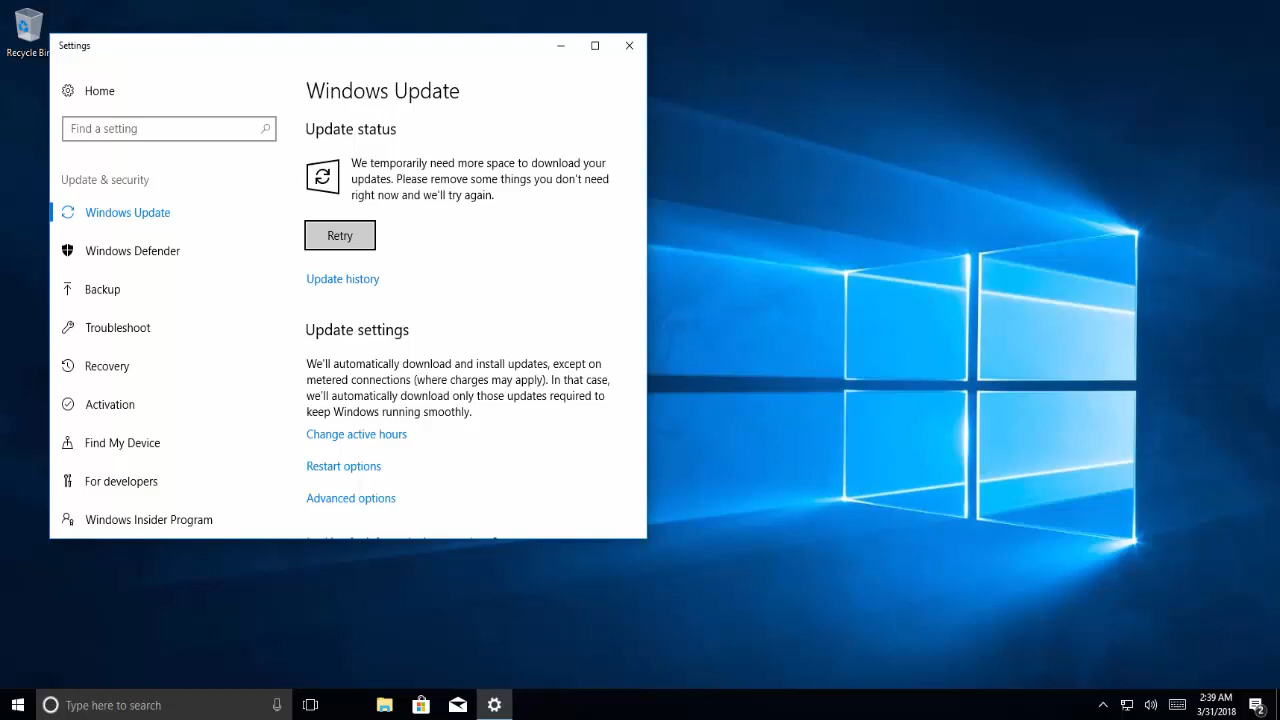 Recycle Bin
Settings
Home
Find a setting
Update & security
Windows Update
Windows Defender
Backup
Troubleshoot
Recovery
Activation
Find My Device
For developers
Windows Insider Program
Windows Update
Update status
We temporarily need more space to download your
updates. Please remove some things you don't need
right now and we'll try again.
Retry
Update history
Update settings
We'll automatically download and install updates, except on
metered connections (where charges may apply). In that case,
we'll automatically download only those updates required to
keep Windows running smoothly.
Change active hours
Restart options
Advanced options
Type here to search
2:39 AM
3/31/2018
2